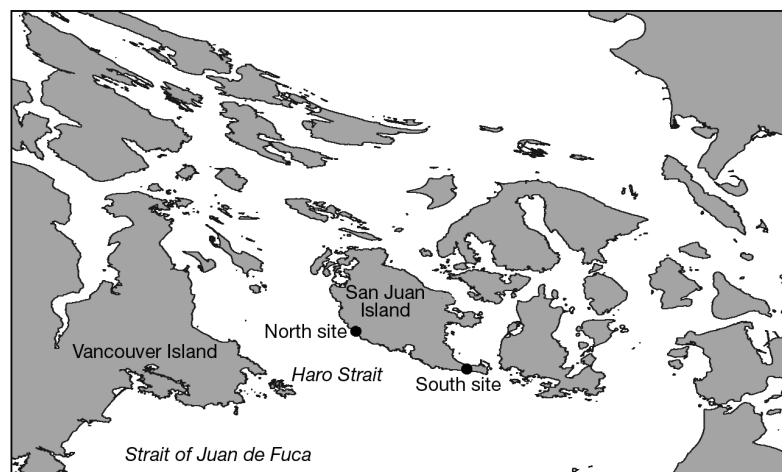 San Juan
Island
North site
Vancouver Island
Haro Strait
South site
Strait of Juan de Fuca